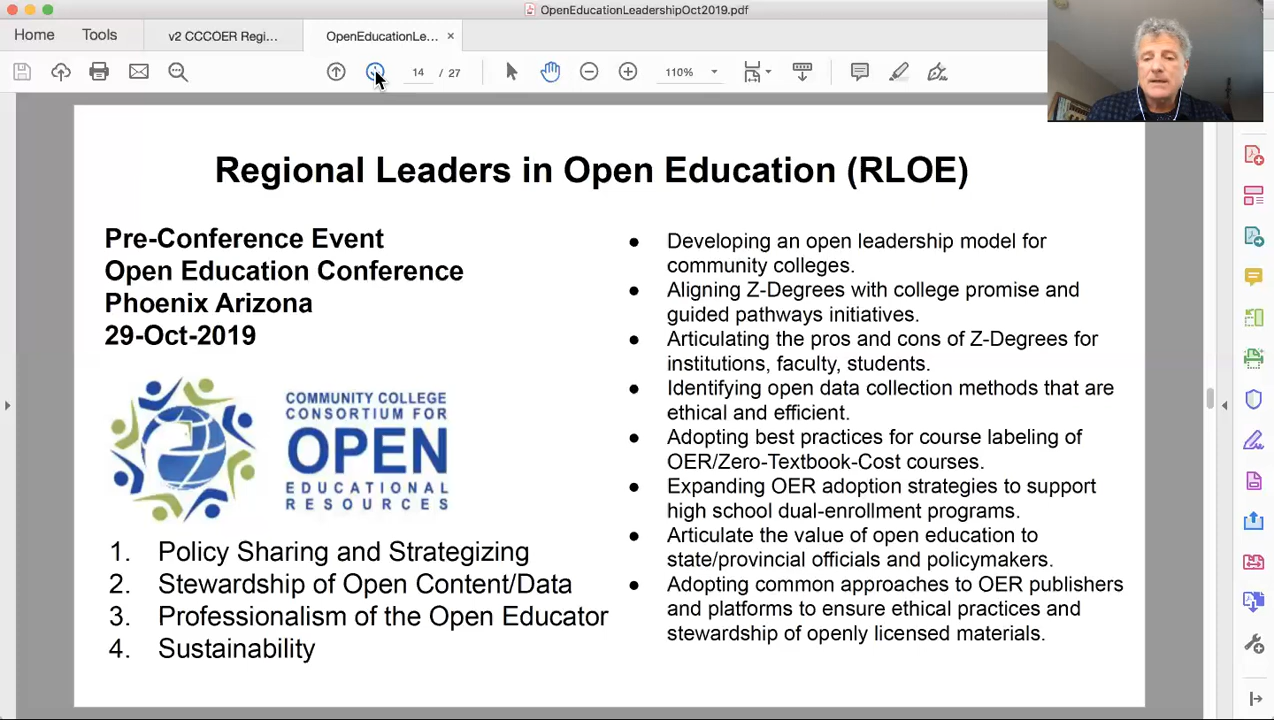 OpenEducationLeadershipOct2019.pdf
Home
Tools
v2 CCCOER Regi...
OpenEducationLe...
14 / 27
110%
Regional Leaders in Open Education (RLOE)
Pre-Conference Event
Open Education Conference
Phoenix Arizona
29-Oct-2019
COMMUNITY COLLEGE
CONSORTIUM FOR
OPEN
EDUCATIONAL
RESOURCES
1. Policy Sharing and Strategizing
2. Stewardship of Open Content/Data
3. Professionalism of the Open Educator
4. Sustainability
● Developing an open leadership model for
community colleges.
● Aligning Z-Degrees with college promise and
guided pathways initiatives.
● Articulating the pros and cons of Z-Degrees for
institutions, faculty, students.
● Identifying open data collection methods that are
ethical and efficient.
● Adopting best practices for course labeling of
OER/Zero-Textbook-Cost courses.
● Expanding OER adoption strategies to support
high school dual-enrollment programs.
● Articulate the value of open education to
state/provincial officials and policymakers.
● Adopting common approaches to OER publishers
and platforms to ensure ethical practices and
stewardship of openly licensed materials.